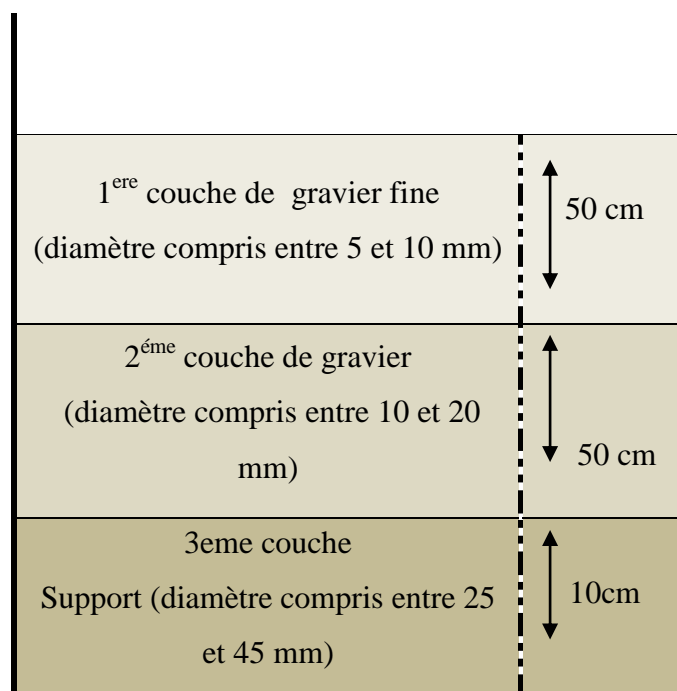 1ere couche de gravier fine
(diamètre compris entre 5 et 10 mm)
50 cm
2éme couche de gravier
(diamètre compris entre 10 et 20
mm)
50 cm
3eme couche
Support (diamètre compris entre 25
et 45 mm)
10cm